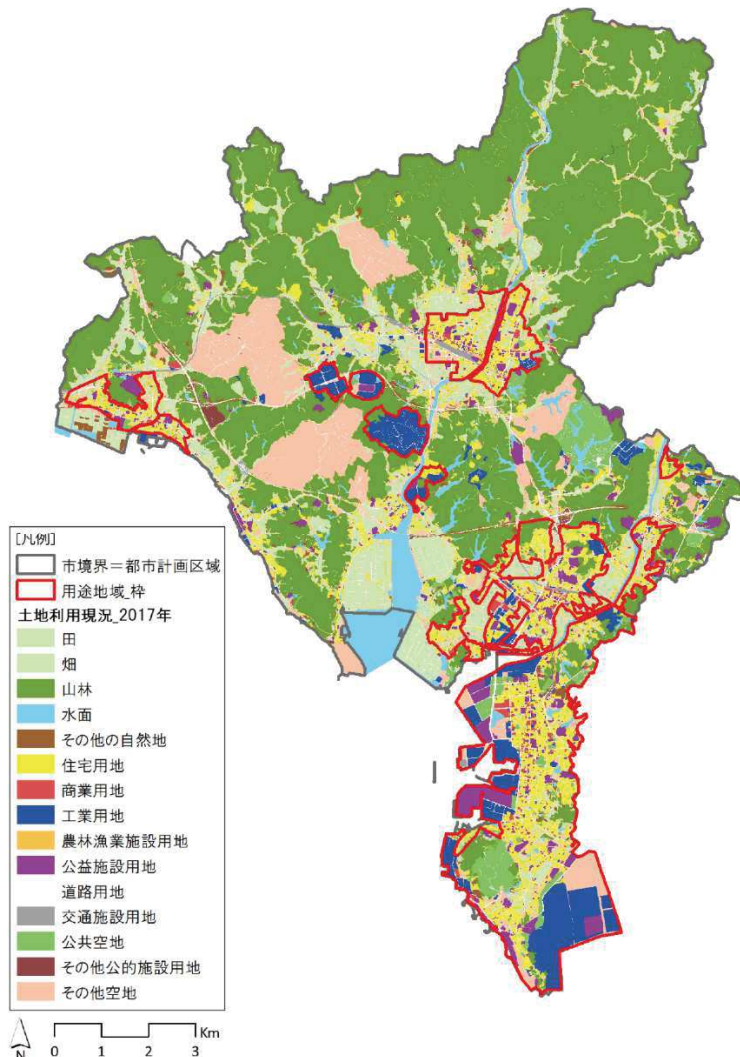 [凡例]
市境界=都市計画区域
用途地域_枠
土地利用現況_2017年
田
畑
山林
水面
その他の自然地
住宅用地
商業用地
工業用地
農林漁業施設用地
公益施設用地
道路用地
交通施設用地
公共空地
その他公的施設用地
その他空地
N
Km
0 1 2 3